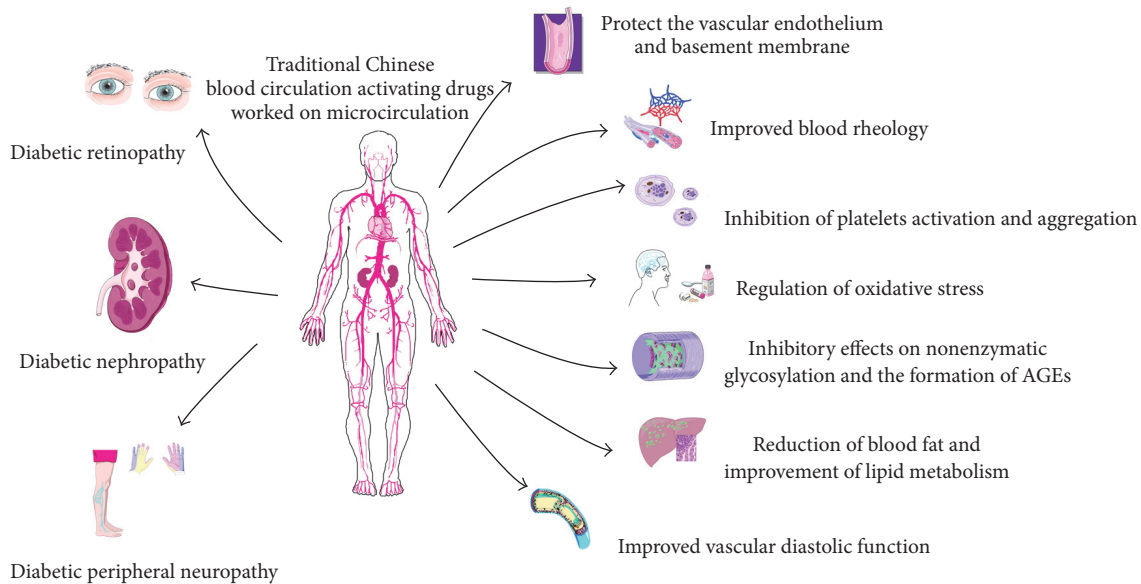 Traditional Chinese
blood circulation activating drugs
worked on microcirculation
Diabetic retinopathy
Diabetic nephropathy
Diabetic peripheral neuropathy
Protect the vascular endothelium
and basement membrane
Improved blood rheology
Inhibition of platelets activation and aggregation
Regulation of oxidative stress
Inhibitory effects on nonenzymatic
glycosylation and the formation of AGEs
Reduction of blood fat and
improvement of lipid metabolism
Improved vascular diastolic function